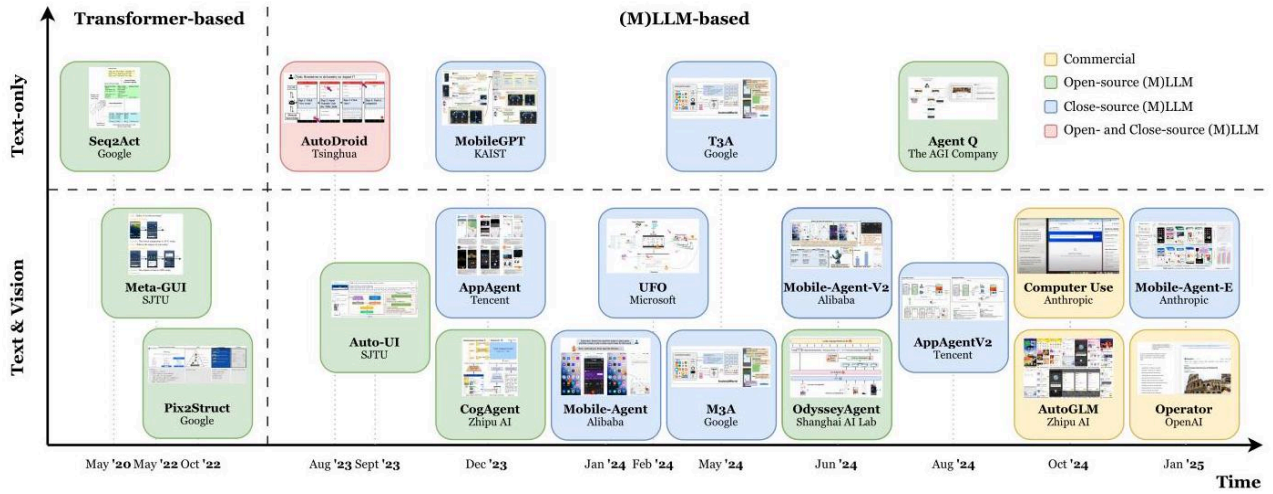 Transformer-based
(M)LLM-based
Commercial
Open-source (M)LLM
Close-source (M)LLM
Open- and Close-source (M)LLM
Text-only
Seq2Act
Google
AutoDroid
Tsinghua
MobileGPT
KAIST
T3A
Google
Agent Q
The AGI Company
Text & Vision
Meta-GUI
SJTU
Pix2Struct
Google
Auto-UI
SJTU
AppAgent
Tencent
CogAgent
Zhipu AI
UFO
Microsoft
Mobile-Agent
Alibaba
M3A
Google
Mobile-Agent-V2
Alibaba
OdysseyAgent
Shanghai AI Lab
AppAgentV2
Tencent
Computer Use
Anthropic
AutoGLM
Zhipu AI
Mobile-Agent-E
Anthropic
Operator
OpenAI
May '20 May '22 Oct '22 Aug '23 Sept '23 Dec '23 Jan '24 Feb '24 May '24 Jun '24 Aug '24 Oct '24 Jan '25
Time